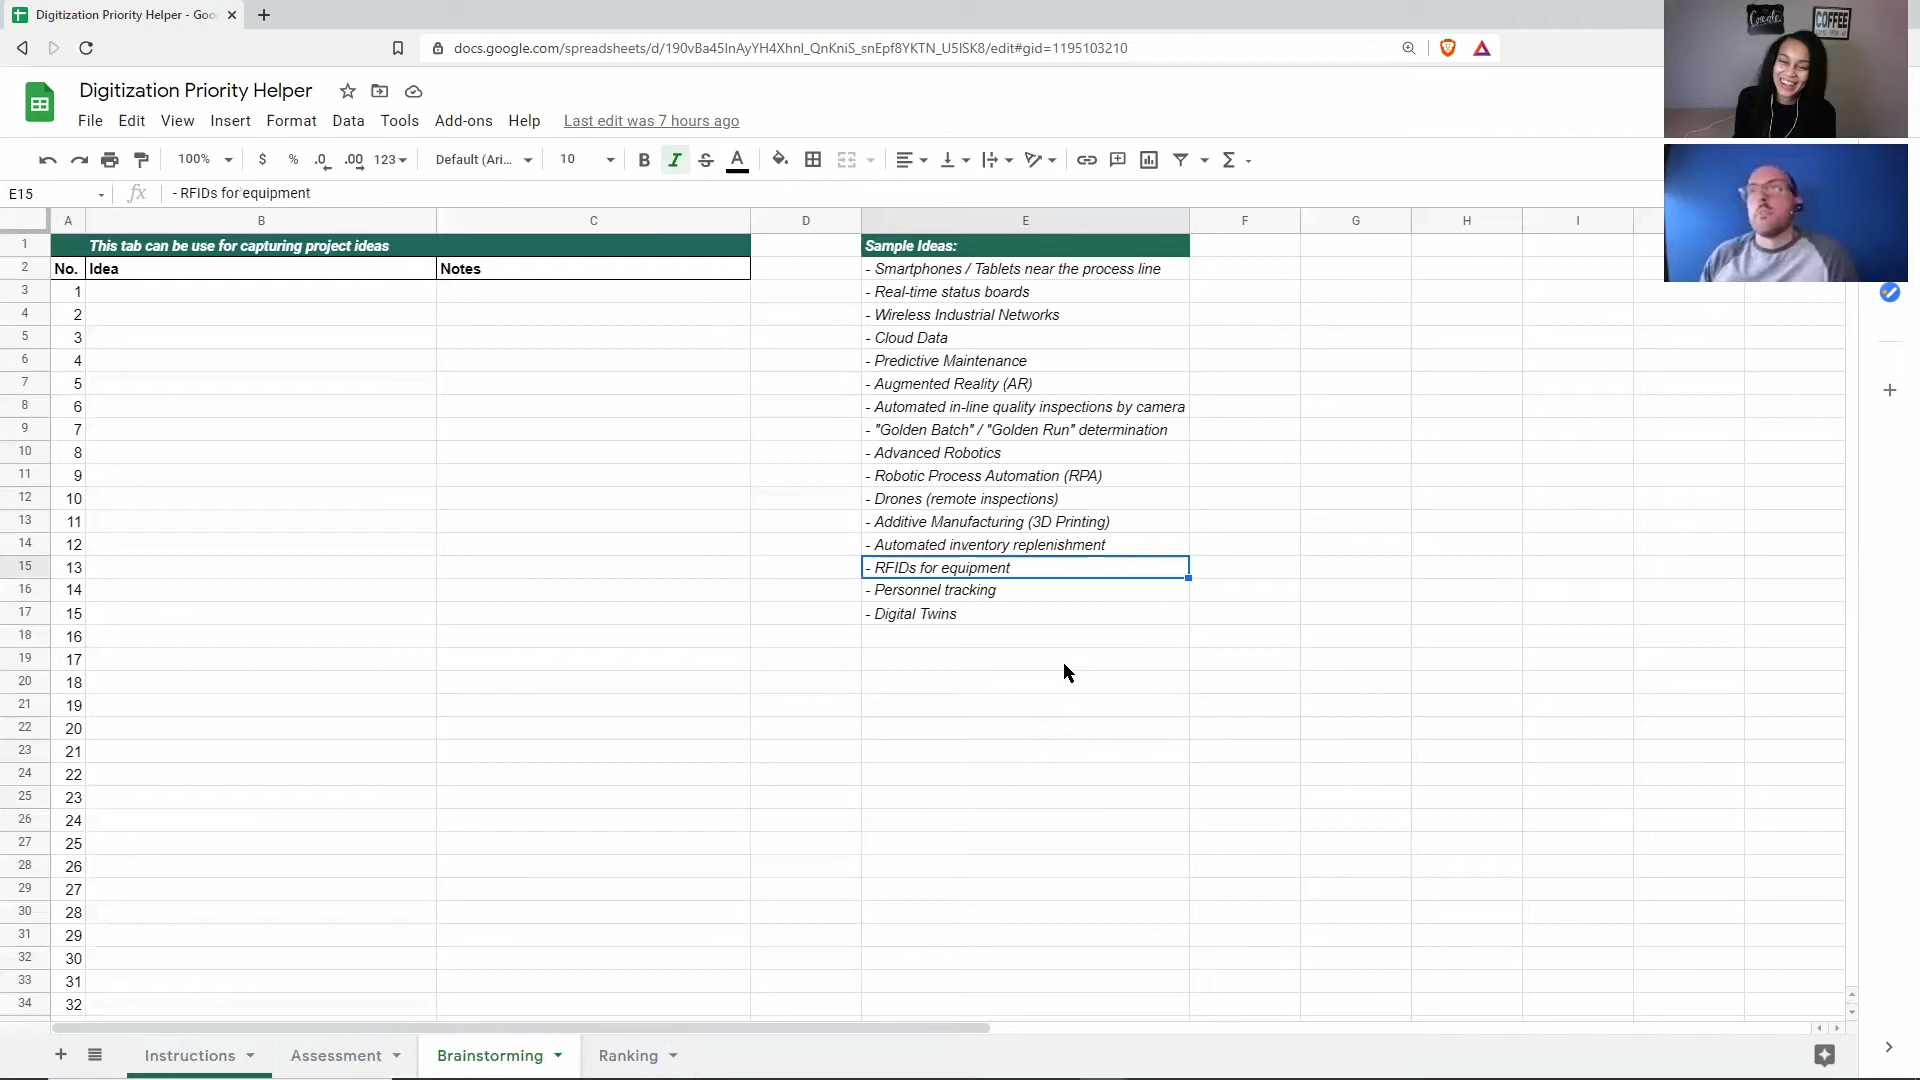 Digitization Priority Helper - Goo
docs.google.com/spreadsheets/d/190vBa45lnAyYH4Xhnl_QnKniS_snEpf8YKTN_U5ISK8/edit#gid=1195103210
Create
COFFEE
Digitization Priority Helper
File Edit View Insert Format Data Tools Add-ons Help Last edit was 7 hours ago
100% $ % .0 .00 123 Default (Ari... 10 B I S A Σ
E15 fx - RFIDs for equipment
A B C D E F G H I
1 This tab can be use for capturing project ideas Sample Ideas:
2 No. Idea Notes - Smartphones / Tablets near the process line
3 1 - Real-time status boards
4 2 - Wireless Industrial Networks
5 3 - Cloud Data
6 4 - Predictive Maintenance
7 5 - Augmented Reality (AR)
8 6 - Automated in-line quality inspections by camera
9 7 - "Golden Batch" / "Golden Run" determination
10 8 - Advanced Robotics
11 9 - Robotic Process Automation (RPA)
12 10 - Drones (remote inspections)
13 11 - Additive Manufacturing (3D Printing)
14 12 - Automated inventory replenishment
15 13 - RFIDs for equipment
16 14 - Personnel tracking
17 15 - Digital Twins
18 16
19 17
20 18
21 19
22 20
23 21
24 22
25 23
26 24
27 25
28 26
29 27
30 28
31 29
32 30
33 31
34 32
Instructions Assessment Brainstorming Ranking